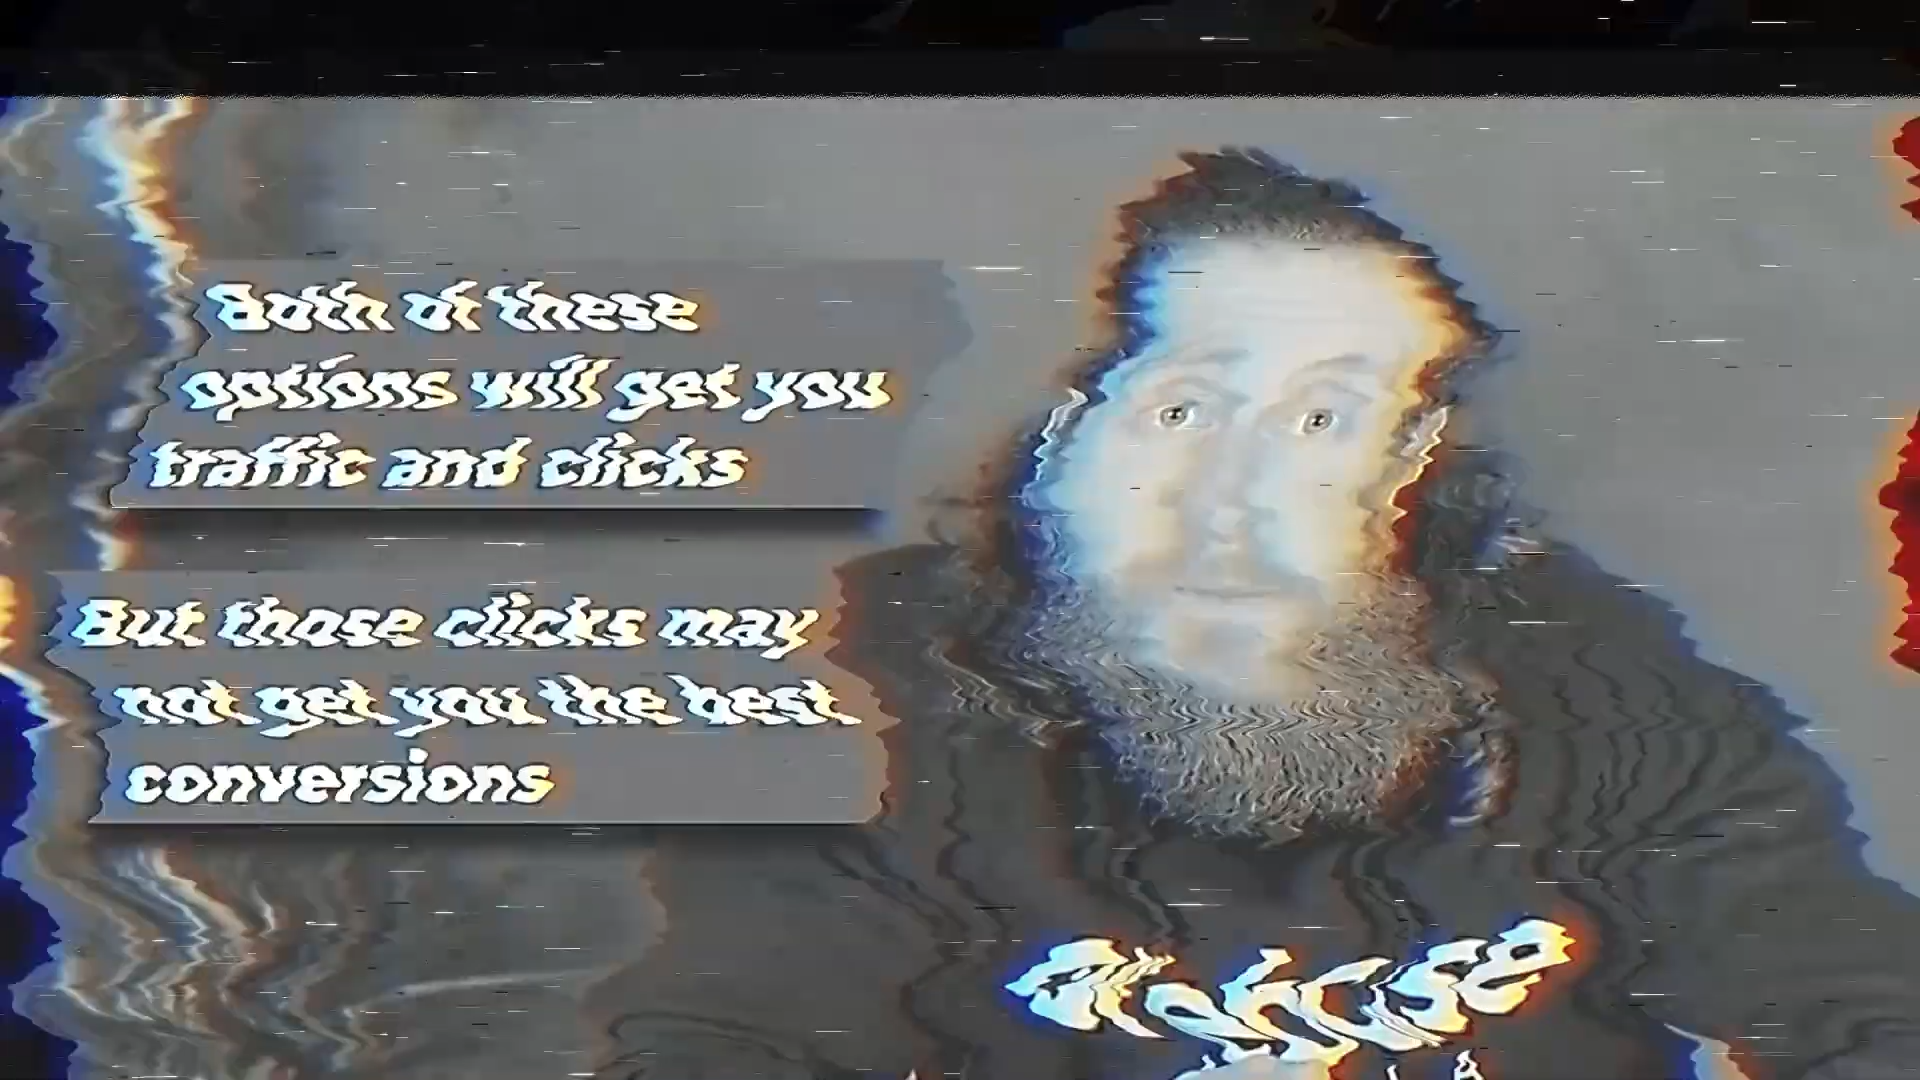 Both of these
options will get you
traffic and clicks
But those clicks may
not get you the best
conversions